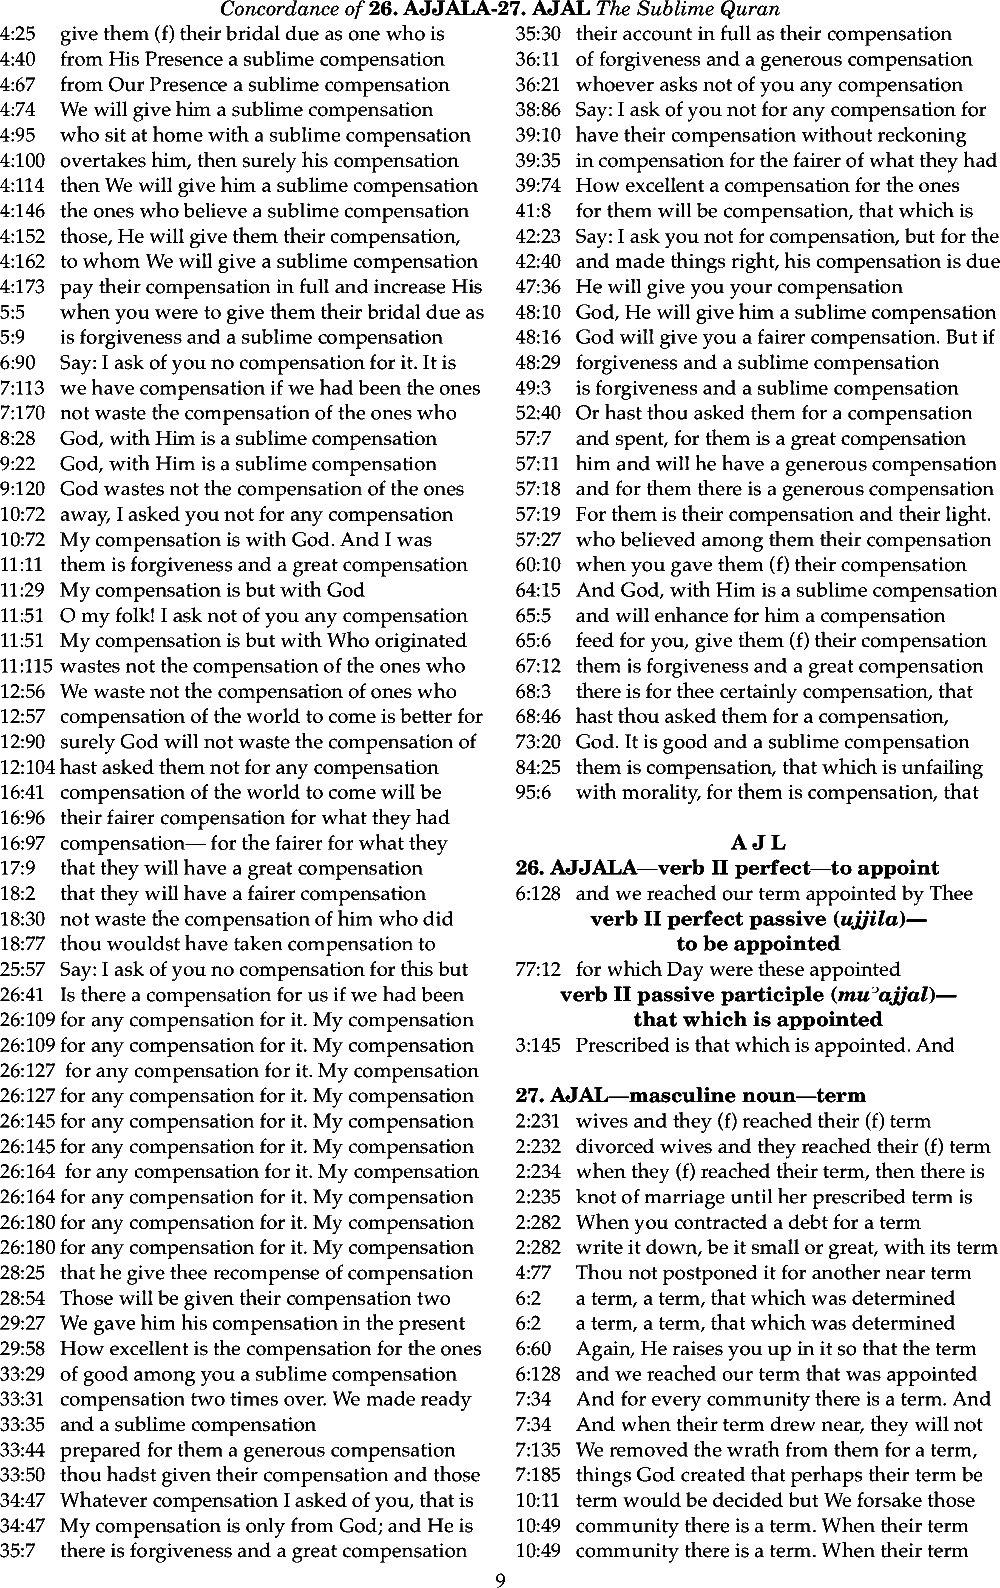 Concordance of 26. AJJALA-27. AJAL The Sublime Quran
4:25 give them (f) their bridal due as one who is
4:40 from His Presence a sublime compensation
4:67 from Our Presence a sublime compensation
4:74 We will give him a sublime compensation
4:95 who sit at home with a sublime compensation
4:100 overtakes him, then surely his compensation
4:114 then We will give him a sublime compensation
4:146 the ones who believe a sublime compensation
4:152 those, He will give them their compensation,
4:162 to whom We will give a sublime compensation
4:173 pay their compensation in full and increase His
5:5 when you were to give them their bridal due as
5:9 is forgiveness and a sublime compensation
6:90 Say: I ask of you no compensation for it. It is
7:113 we have compensation if we had been the ones
7:170 not waste the compensation of the ones who
8:28 God, with Him is a sublime compensation
9:22 God, with Him is a sublime compensation
9:120 God wastes not the compensation of the ones
10:72 away, I asked you not for any compensation
10:72 My compensation is with God. And I was
11:11 them is forgiveness and a great compensation
11:29 My compensation is but with God
11:51 O my folk! I ask not of you any compensation
11:51 My compensation is but with Who originated
11:115 wastes not the compensation of the ones who
12:56 We waste not the compensation of ones who
12:57 compensation of the world to come is better for
12:90 surely God will not waste the compensation of
12:104 hast asked them not for any compensation
16:41 compensation of the world to come will be
16:96 their fairer compensation for what they had
16:97 compensation— for the fairer for what they
17:9 that they will have a great compensation
18:2 that they will have a fairer compensation
18:30 not waste the compensation of him who did
18:77 thou wouldst have taken compensation to
25:57 Say: I ask of you no compensation for this but
26:41 Is there a compensation for us if we had been
26:109 for any compensation for it. My compensation
26:109 for any compensation for it. My compensation
26:127 for any compensation for it. My compensation
26:127 for any compensation for it. My compensation
26:145 for any compensation for it. My compensation
26:145 for any compensation for it. My compensation
26:164 for any compensation for it. My compensation
26:164 for any compensation for it. My compensation
26:180 for any compensation for it. My compensation
26:180 for any compensation for it. My compensation
28:25 that he give thee recompense of compensation
28:54 Those will be given their compensation two
29:27 We gave him his compensation in the present
29:58 How excellent is the compensation for the ones
33:29 of good among you a sublime compensation
33:31 compensation two times over. We made ready
33:35 and a sublime compensation
33:44 prepared for them a generous compensation
33:50 thou hadst given their compensation and those
34:47 Whatever compensation I asked of you, that is
34:47 My compensation is only from God; and He is
35:7 there is forgiveness and a great compensation
35:30 their account in full as their compensation
36:11 of forgiveness and a generous compensation
36:21 whoever asks not of you any compensation
38:86 Say: I ask of you not for any compensation for
39:10 have their compensation without reckoning
39:35 in compensation for the fairer of what they had
39:74 How excellent a compensation for the ones
41:8 for them will be compensation, that which is
42:23 Say: I ask you not for compensation, but for the
42:40 and made things right, his compensation is due
47:36 He will give you your compensation
48:10 God, He will give him a sublime compensation
48:16 God will give you a fairer compensation. But if
48:29 forgiveness and a sublime compensation
49:3 is forgiveness and a sublime compensation
52:40 Or hast thou asked them for a compensation
57:7 and spent, for them is a great compensation
57:11 him and will he have a generous compensation
57:18 and for them there is a generous compensation
57:19 For them is their compensation and their light.
57:27 who believed among them their compensation
60:10 when you gave them (f) their compensation
64:15 And God, with Him is a sublime compensation
65:5 and will enhance for him a compensation
65:6 feed for you, give them (f) their compensation
67:12 them is forgiveness and a great compensation
68:3 there is for thee certainly compensation, that
68:46 hast thou asked them for a compensation,
73:20 God. It is good and a sublime compensation
84:25 them is compensation, that which is unfailing
95:6 with morality, for them is compensation, that
A J L
26. AJJALA—verb II perfect—to appoint
6:128 and we reached our term appointed by Thee
verb II perfect passive (ujjila)—
to be appointed
77:12 for which Day were these appointed
verb II passive participle (muʾajjal)—
that which is appointed
3:145 Prescribed is that which is appointed. And
27. AJAL—masculine noun—term
2:231 wives and they (f) reached their (f) term
2:232 divorced wives and they reached their (f) term
2:234 when they (f) reached their term, then there is
2:235 knot of marriage until her prescribed term is
2:282 When you contracted a debt for a term
2:282 write it down, be it small or great, with its term
4:77 Thou not postponed it for another near term
6:2 a term, a term, that which was determined
6:2 a term, a term, that which was determined
6:60 Again, He raises you up in it so that the term
6:128 and we reached our term that was appointed
7:34 And for every community there is a term. And
7:34 And when their term drew near, they will not
7:135 We removed the wrath from them for a term,
7:185 things God created that perhaps their term be
10:11 term would be decided but We forsake those
10:49 community there is a term. When their term
10:49 community there is a term. When their term
9